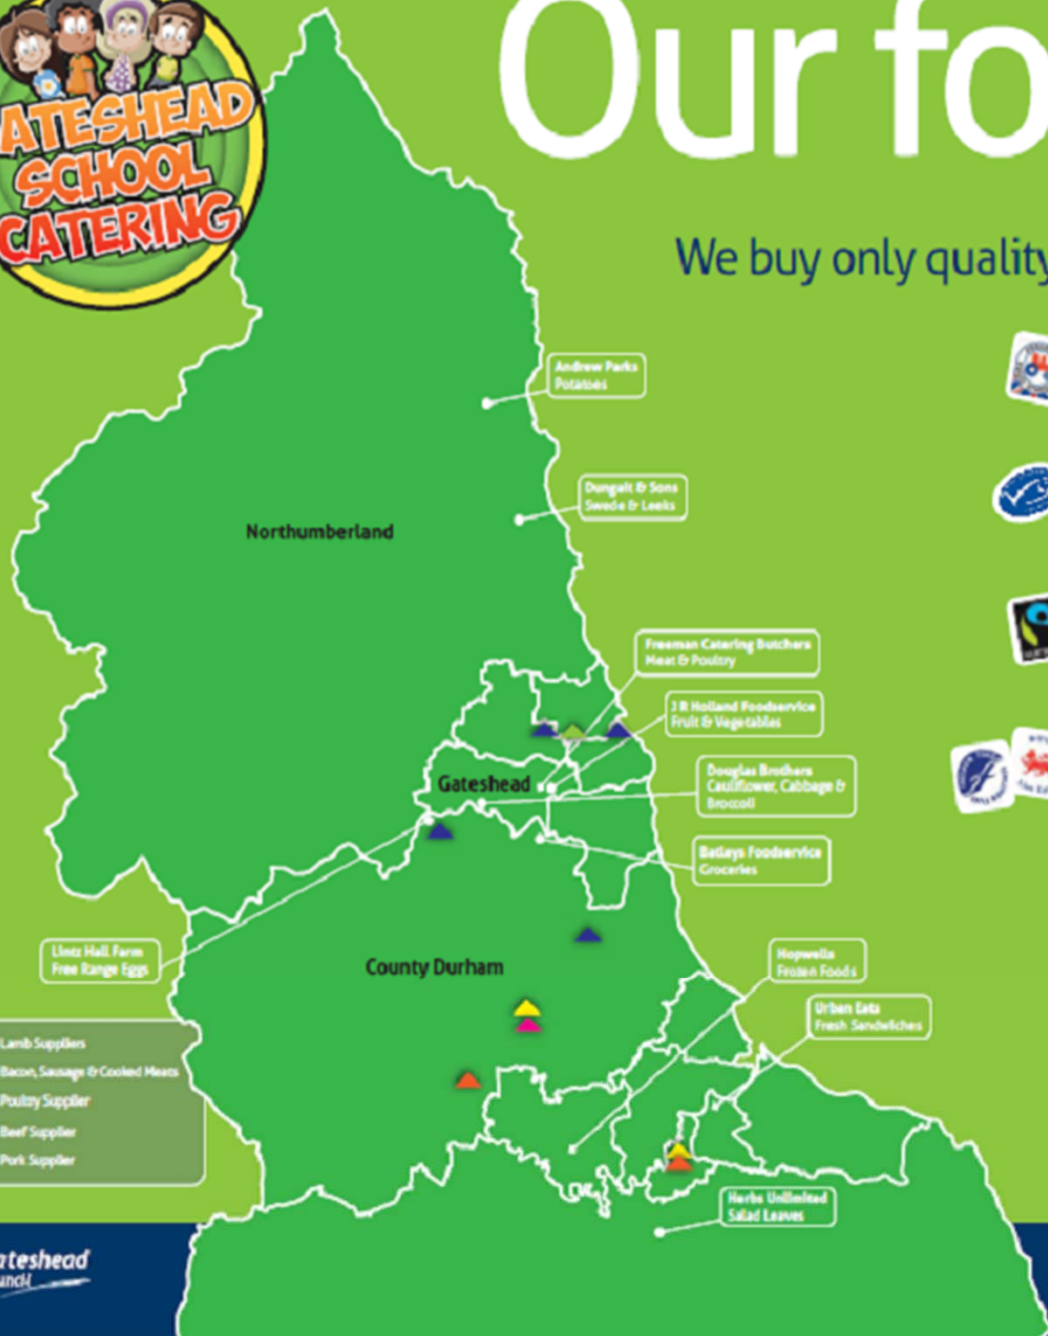 ATESHEAD
SCHOOL
CATERING
Our fo
We buy only quality
Andrew Parks
Potatoes
Dungait & Sons
Swede & Leeks
Northumberland
Freeman Catering Butchers
Meat & Poultry
J R Holland Foodservice
Fruit & Vegetables
Gateshead
Douglas Brothers
Cauliflower, Cabbage &
Broccoli
Batleys Foodservice
Groceries
Lintz Hall Farm
Free Range Eggs
County Durham
Hopwells
Frozen Foods
Urban Eats
Fresh Sandwiches
Lamb Suppliers
Bacon, Sausage & Cooked Meats
Poultry Supplier
Beef Supplier
Pork Supplier
Herbs Unlimited
Salad Leaves
ateshead
uncil